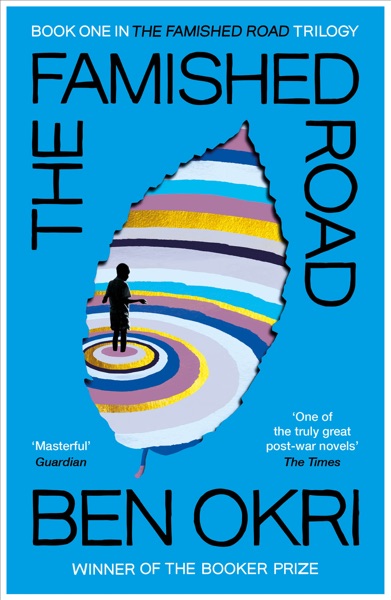 BOOK ONE IN THE FAMISHED ROAD TRILOGY
THE
FAMISHED
ROAD
'Masterful'
Guardian
'One of
the truly great
post-war novels'
The Times
BEN OKRI
WINNER OF THE BOOKER PRIZE